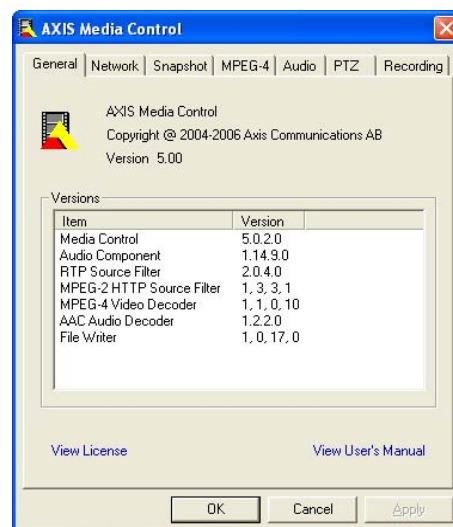 AXIS Media Control
General Network Snapshot MPEG-4 Audio PTZ Recording
AXIS Media Control
Copyright @ 2004-2006 Axis Communications AB
Version 5.00
Versions
Item Version
Media Control 5.0.2.0
Audio Component 1.14.9.0
RTP Source Filter 2.0.4.0
MPEG-2 HTTP Source Filter 1, 3, 3, 1
MPEG-4 Video Decoder 1, 1, 0, 10
AAC Audio Decoder 1.2.2.0
File Writer 1, 0, 17, 0
View License View User's Manual
OK Cancel Apply